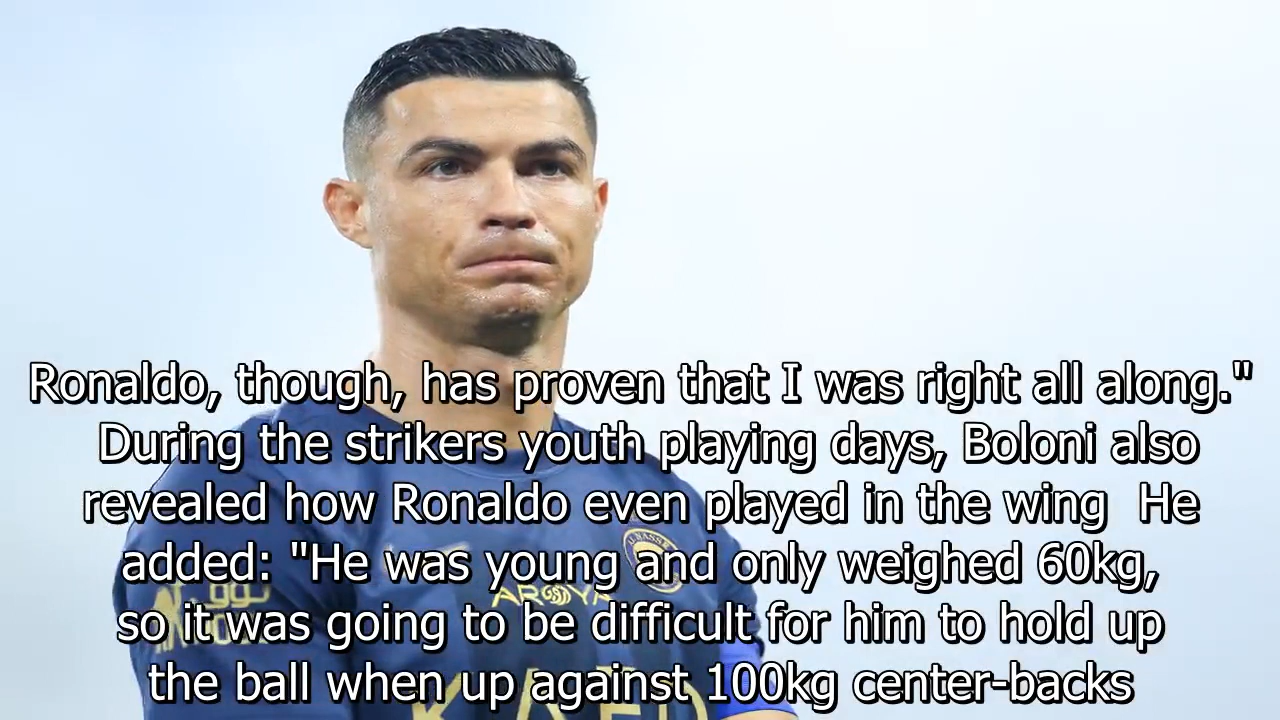 Ronaldo, though, has proven that I was right all along."
During the strikers youth playing days, Boloni also
revealed how Ronaldo even played in the wing  He
added: "He was young and only weighed 60kg,
so it was going to be difficult for him to hold up
the ball when up against 100kg center-backs